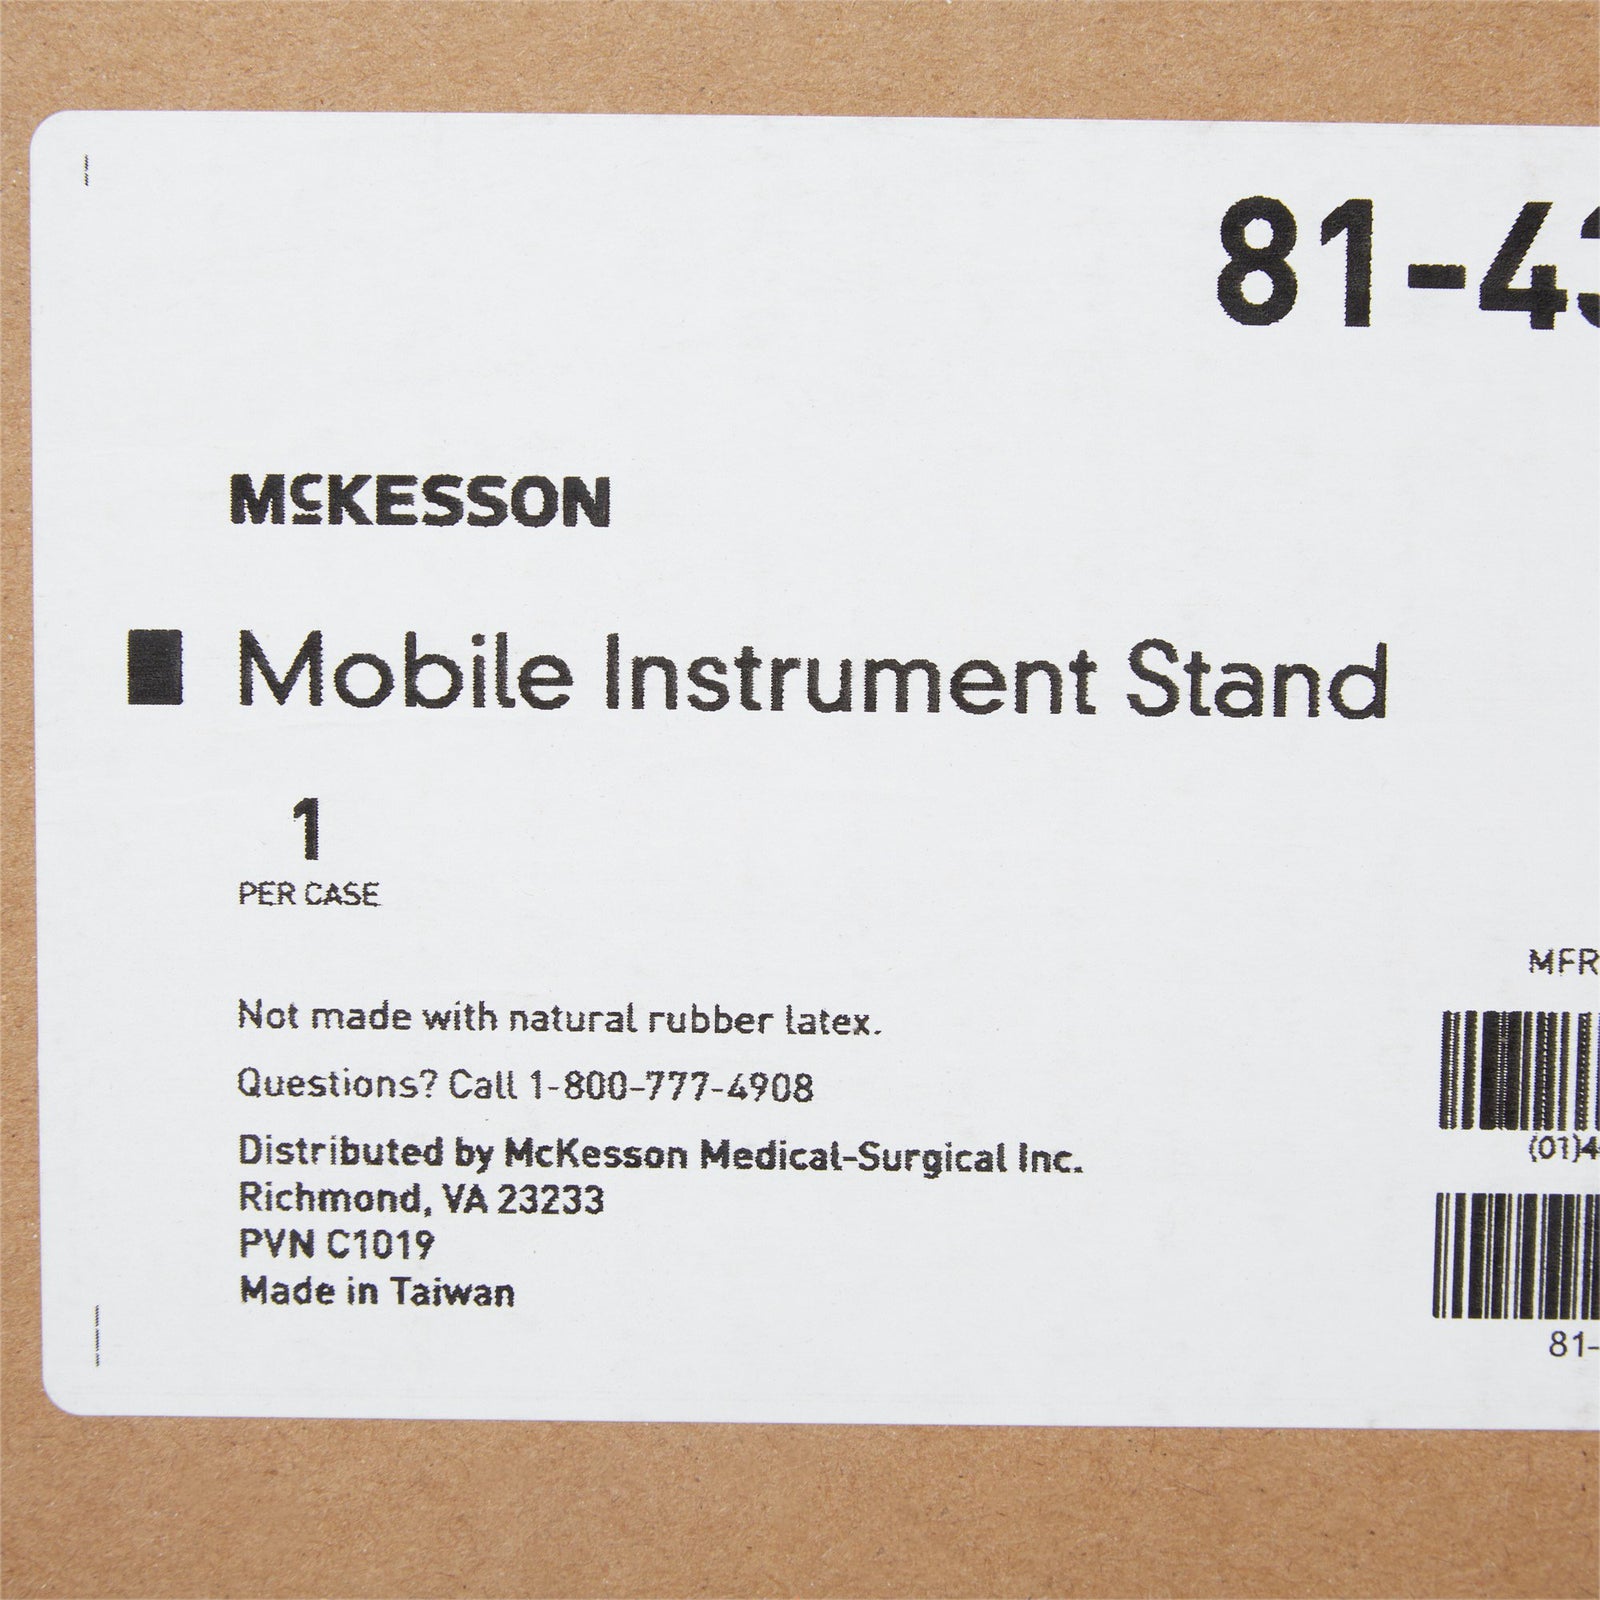 81-43
McKESSON
Mobile Instrument Stand
1
PER CASE
MFR
Not made with natural rubber latex.
Questions? Call 1-800-777-4908
(01)4
Distributed by McKesson Medical-Surgical Inc.
Richmond, VA 23233
PVN C1019
Made in Taiwan
81-